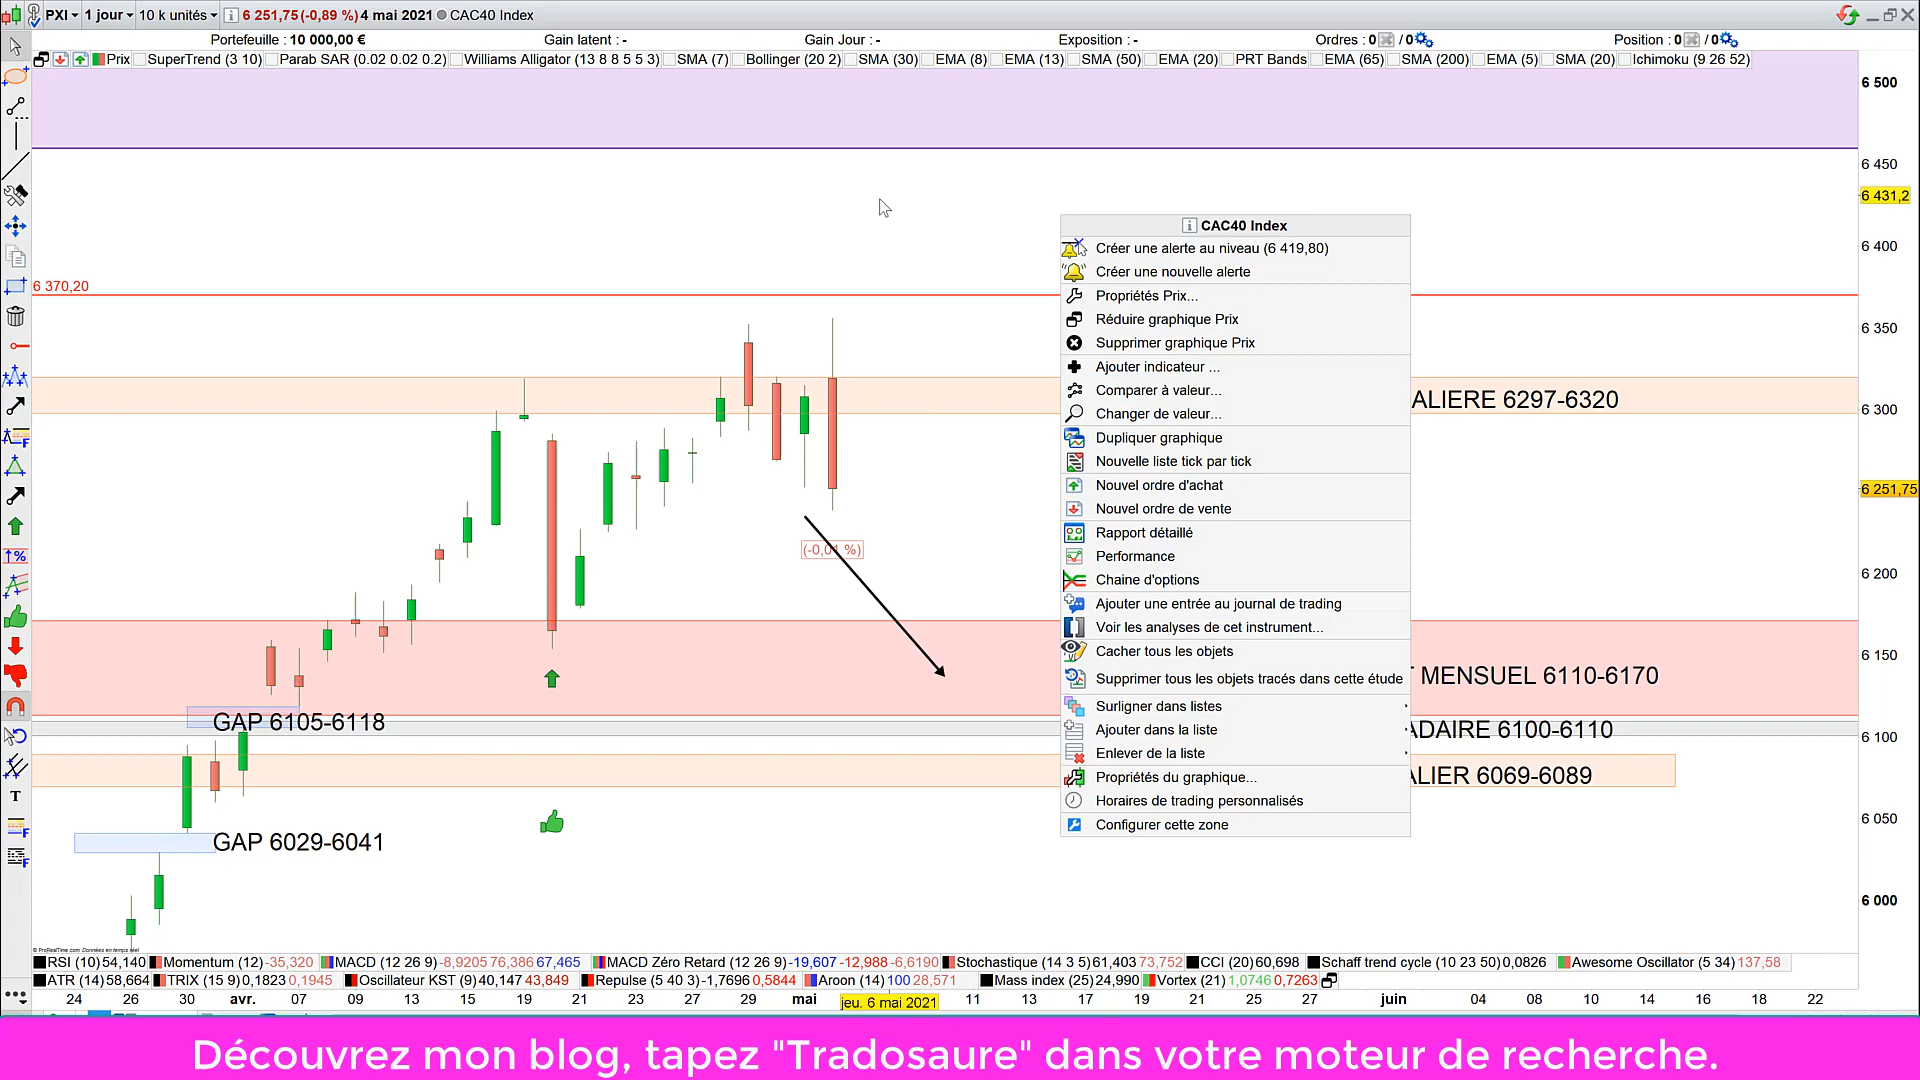 PXI 1 jour 10 k unités 6 251,75 (-0,89 %) 4 mai 2021 CAC40 Index
Portefeuille : 10 000,00 € Gain latent : - Gain Jour : - Exposition : - Ordres : 0 / 0 Position : 0 / 0
Prix SuperTrend (3 10) Parab SAR (0.02 0.02 0.2) Williams Alligator (13 8 8 5 5 3) SMA (7) Bollinger (20 2) SMA (30) EMA (8) EMA (13) SMA (50) EMA (20) PRT Bands EMA (65) SMA (200) EMA (5) SMA (20) Ichimoku (9 26 52)
6 500
6 450
6 431,2
6 400
6 370,20
6 350
6 300
6 251,75
6 200
6 150
6 100
6 050
6 000
CAC40 Index
Créer une alerte au niveau (6 419,80)
Créer une nouvelle alerte
Propriétés Prix...
Réduire graphique Prix
Supprimer graphique Prix
Ajouter indicateur ...
Comparer à valeur...
Changer de valeur...
Dupliquer graphique
Nouvelle liste tick par tick
Nouvel ordre d'achat
Nouvel ordre de vente
Rapport détaillé
Performance
Chaine d'options
Ajouter une entrée au journal de trading
Voir les analyses de cet instrument...
Cacher tous les objets
Supprimer tous les objets tracés dans cette étude
Surligner dans listes
Ajouter dans la liste
Enlever de la liste
Propriétés du graphique...
Horaires de trading personnalisés
Configurer cette zone
ALIERE 6297-6320
(-0,01 %)
T MENSUEL 6110-6170
GAP 6105-6118
ADAIRE 6100-6110
ALIER 6069-6089
GAP 6029-6041
© ProRealTime.com Données en temps réel
RSI (10) 54,140 Momentum (12) -35,320 MACD (12 26 9) -8,9205 76,386 67,465 MACD Zéro Retard (12 26 9) -19,607 -12,988 -6,6190 Stochastique (14 3 5) 61,403 73,752 CCI (20) 60,698 Schaff trend cycle (10 23 50) 0,0826 Awesome Oscillator (5 34) 137,58
ATR (14) 58,664 TRIX (15 9) 0,1823 0,1945 Oscillateur KST (9) 40,147 43,849 Repulse (5 40 3) -1,7696 0,5844 Aroon (14) 100 28,571 Mass index (25) 24,990 Vortex (21) 1,0746 0,7263
24 26 30 avr. 07 09 13 15 19 21 23 27 29 mai jeu. 6 mai 2021 11 13 17 19 21 25 27 juin 04 08 10 14 16 18 22
Découvrez mon blog, tapez "Tradosaure" dans votre moteur de recherche.